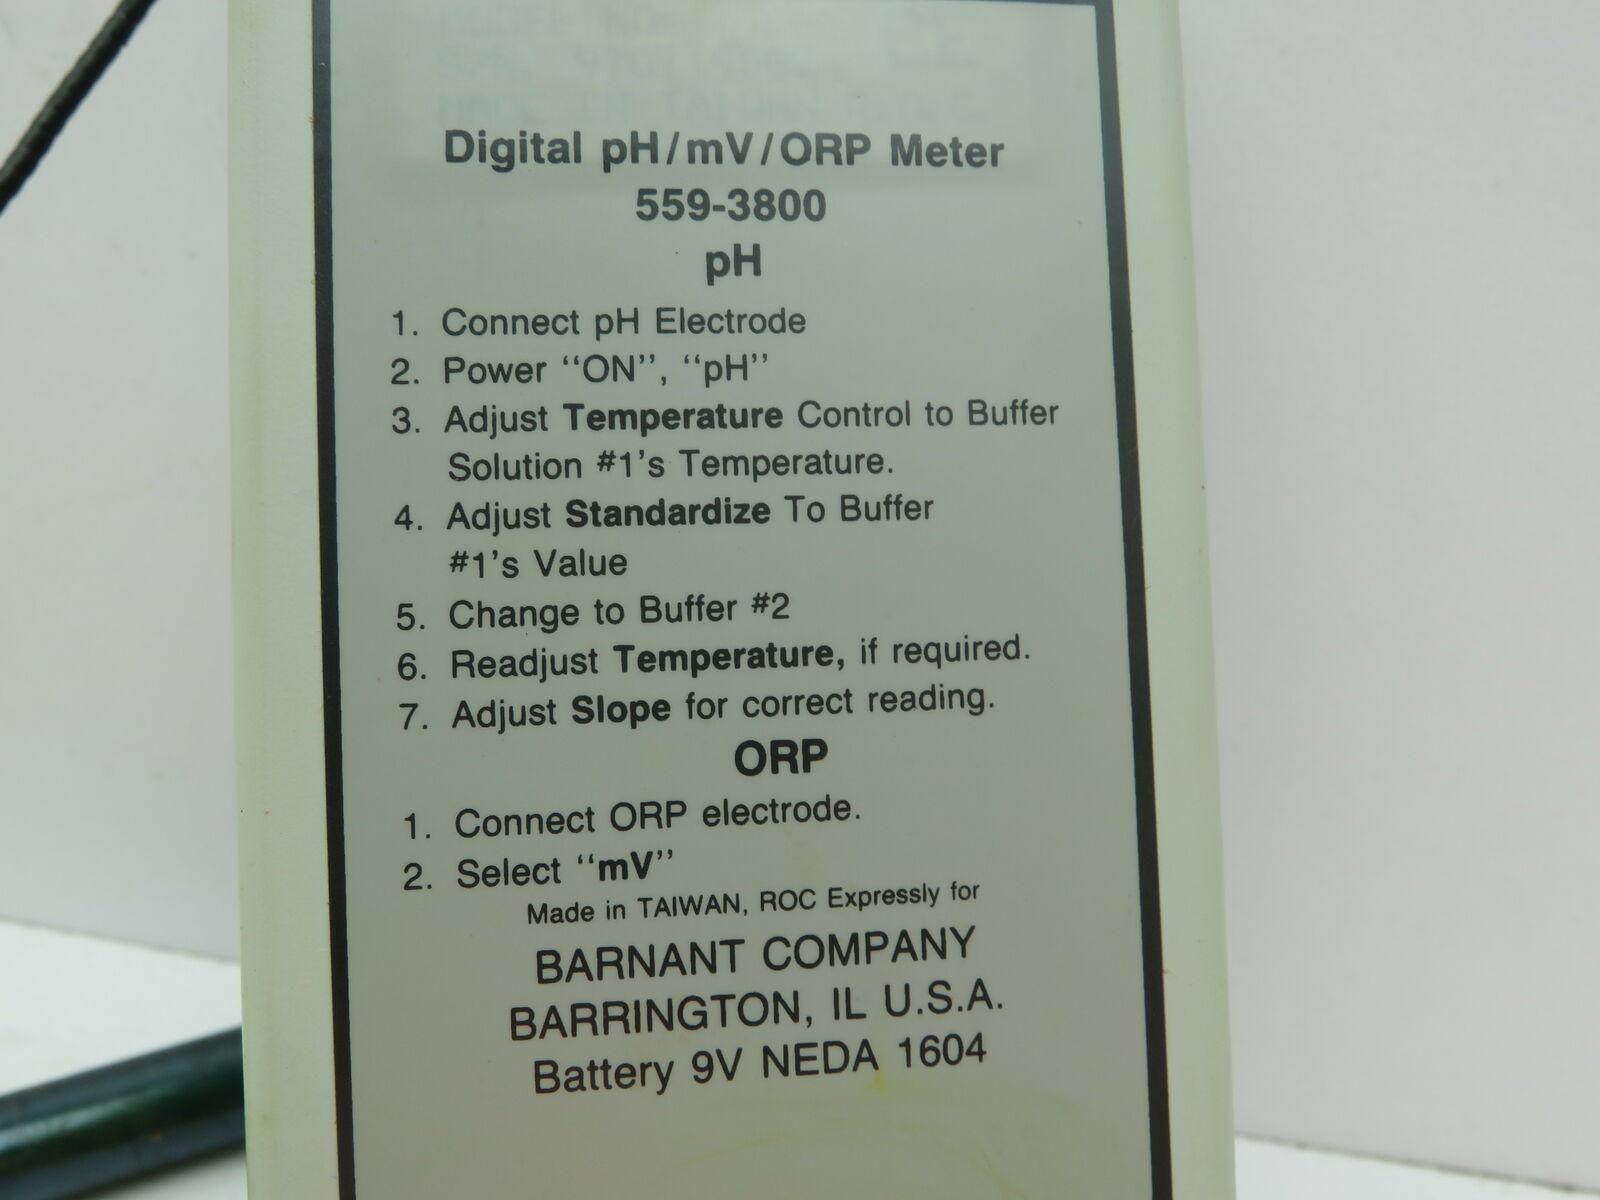 Digital pH/mV/ORP Meter
559-3800
pH
1. Connect pH Electrode
2. Power “ON”, “pH”
3. Adjust Temperature Control to Buffer
Solution #1's Temperature.
4. Adjust Standardize To Buffer
#1's Value
5. Change to Buffer #2
6. Readjust Temperature, if required.
7. Adjust Slope for correct reading.
ORP
1. Connect ORP electrode.
2. Select “mV”
Made in TAIWAN, ROC Expressly for
BARNANT COMPANY
BARRINGTON, IL U.S.A.
Battery 9V NEDA 1604